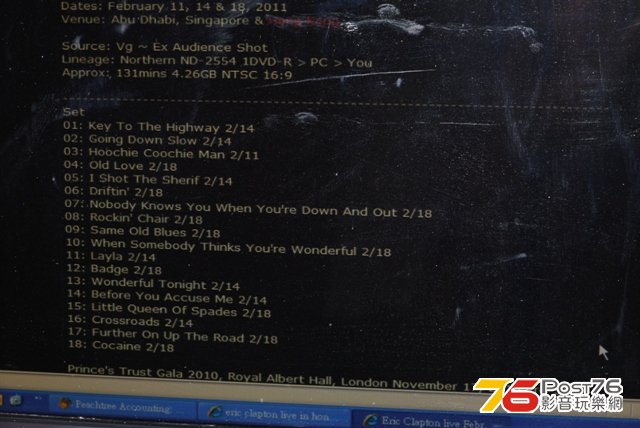 Dates: February 11, 14 & 18, 2011
Venue: Abu Dhabi, Singapore & Hong Kong
Source: Vg ~ Ex Audience Shot
Lineage: Northern ND-2554 1DVD-R > PC > You
Approx: 131mins 4.26GB NTSC 16:9
Set
01: Key To The Highway 2/14
02: Going Down Slow 2/14
03: Hoochie Coochie Man 2/11
04: Old Love 2/18
05: I Shot The Sherif 2/14
06: Driftin' 2/18
07: Nobody Knows You When You're Down And Out 2/18
08: Rockin' Chair 2/18
09: Same Old Blues 2/18
10: When Somebody Thinks You're Wonderful 2/18
11: Layla 2/14
12: Badge 2/18
13: Wonderful Tonight 2/14
14: Before You Accuse Me 2/14
15: Little Queen Of Spades 2/18
16: Crossroads 2/14
17: Further On Up The Road 2/18
18: Cocaine 2/18
Prince's Trust Gala 2010, Royal Albert Hall, London November 1
Peachtree Accounting:
eric clapton live in hon...
Eric Clapton live Febr
76 Post76
影音玩樂網